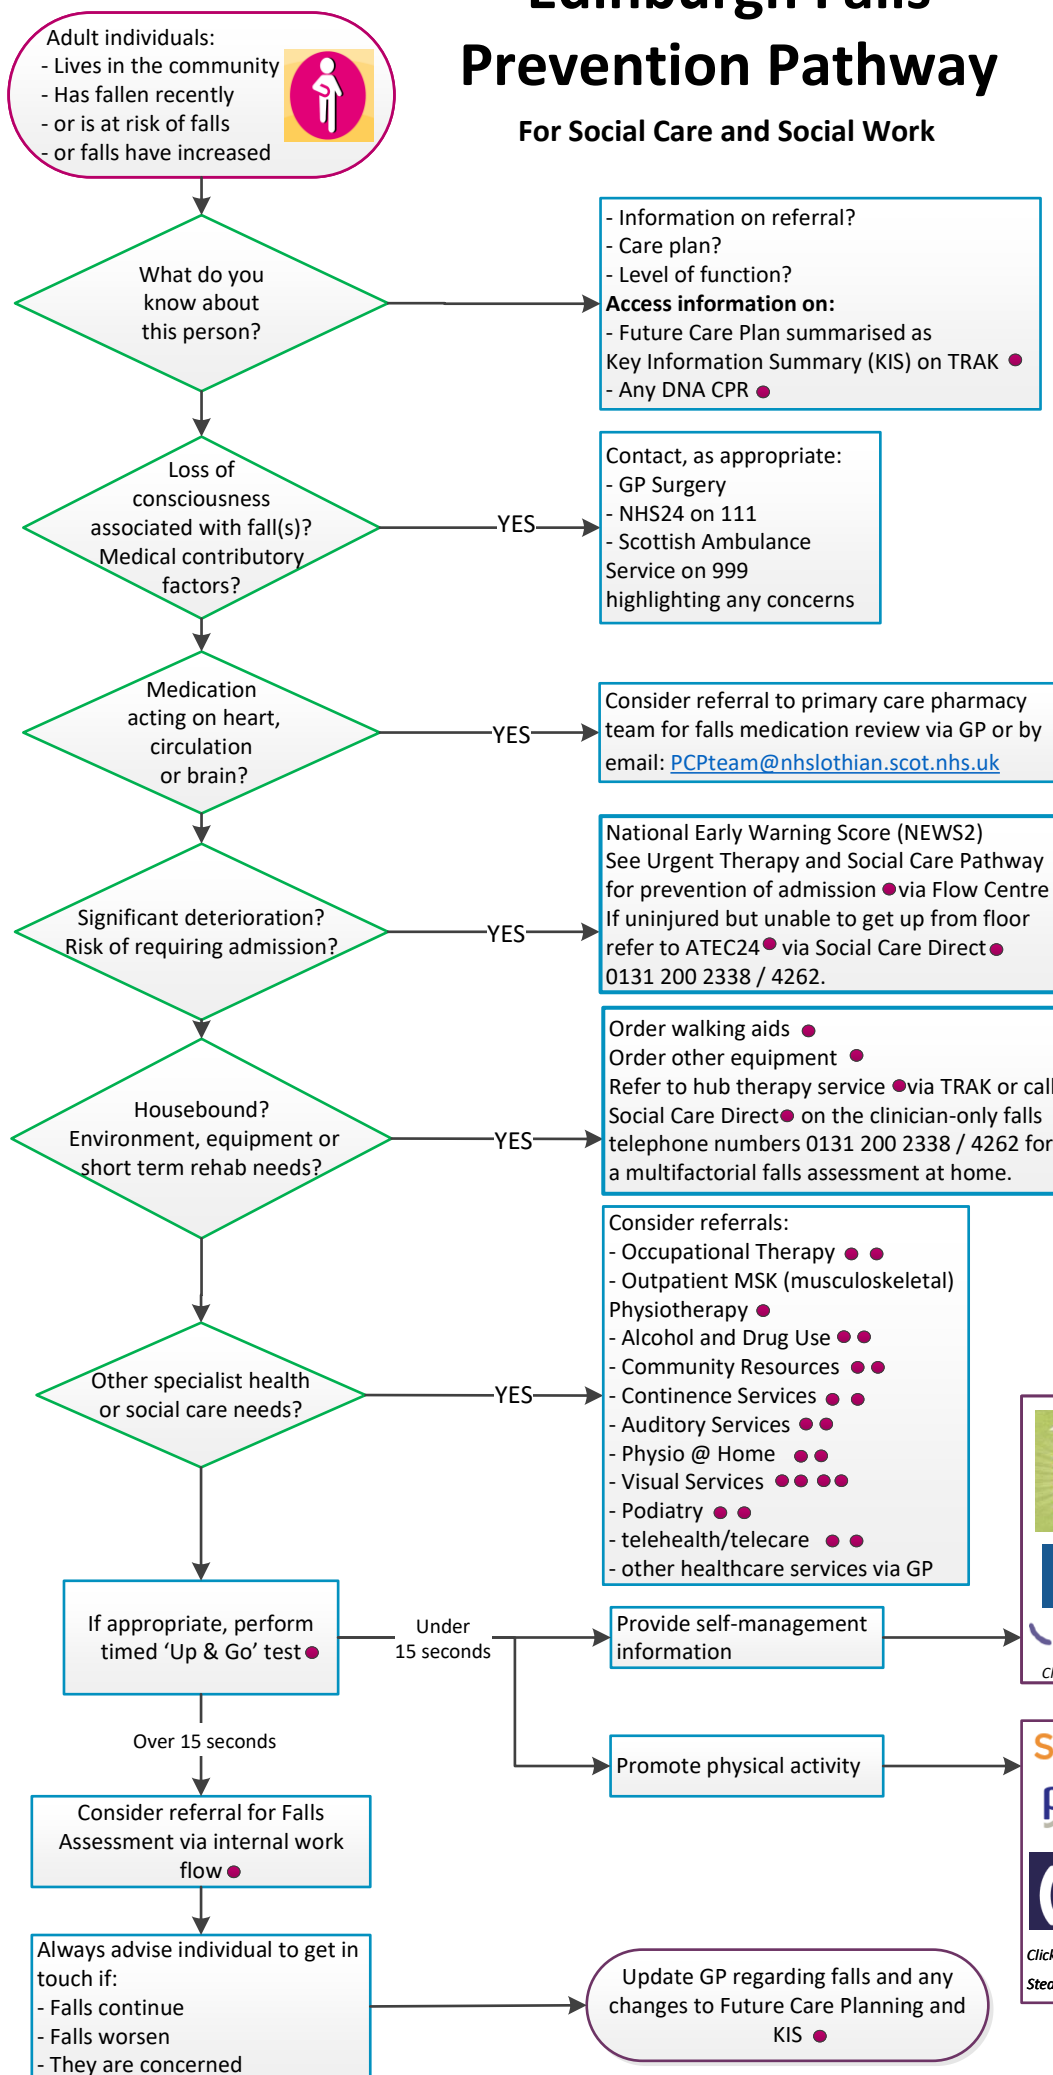 Edinburgh Falls
Prevention Pathway
For Social Care and Social Work
Adult individuals:
- Lives in the community
- Has fallen recently
- or is at risk of falls
- or falls have increased
What do you
know about
this person?
- Information on referral?
- Care plan?
- Level of function?
Access information on:
- Future Care Plan summarised as
Key Information Summary (KIS) on TRAK
- Any DNA CPR
Loss of
consciousness
associated with fall(s)?
Medical contributory
factors?
YES
Contact, as appropriate:
- GP Surgery
- NHS24 on 111
- Scottish Ambulance
Service on 999
highlighting any concerns
Medication
acting on heart,
circulation
or brain?
YES
Consider referral to primary care pharmacy
team for falls medication review via GP or by
email: PCPteam@nhslothian.scot.nhs.uk
Significant deterioration?
Risk of requiring admission?
YES
National Early Warning Score (NEWS2)
See Urgent Therapy and Social Care Pathway
for prevention of admission via Flow Centre
If uninjured but unable to get up from floor
refer to ATEC24 via Social Care Direct
0131 200 2338 / 4262.
Housebound?
Environment, equipment or
short term rehab needs?
YES
Order walking aids
Order other equipment
Refer to hub therapy service via TRAK or call
Social Care Direct on the clinician-only falls
telephone numbers 0131 200 2338 / 4262 for
a multifactorial falls assessment at home.
Other specialist health
or social care needs?
YES
Consider referrals:
- Occupational Therapy
- Outpatient MSK (musculoskeletal)
Physiotherapy
- Alcohol and Drug Use
- Community Resources
- Continence Services
- Auditory Services
- Physio @ Home
- Visual Services
- Podiatry
- telehealth/telecare
- other healthcare services via GP
If appropriate, perform
timed ‘Up & Go’ test
Under
15 seconds
Provide self-management
information
Promote physical activity
Over 15 seconds
Consider referral for Falls
Assessment via internal work
flow
Always advise individual to get in
touch if:
- Falls continue
- Falls worsen
- They are concerned
Update GP regarding falls and any
changes to Future Care Planning and
KIS